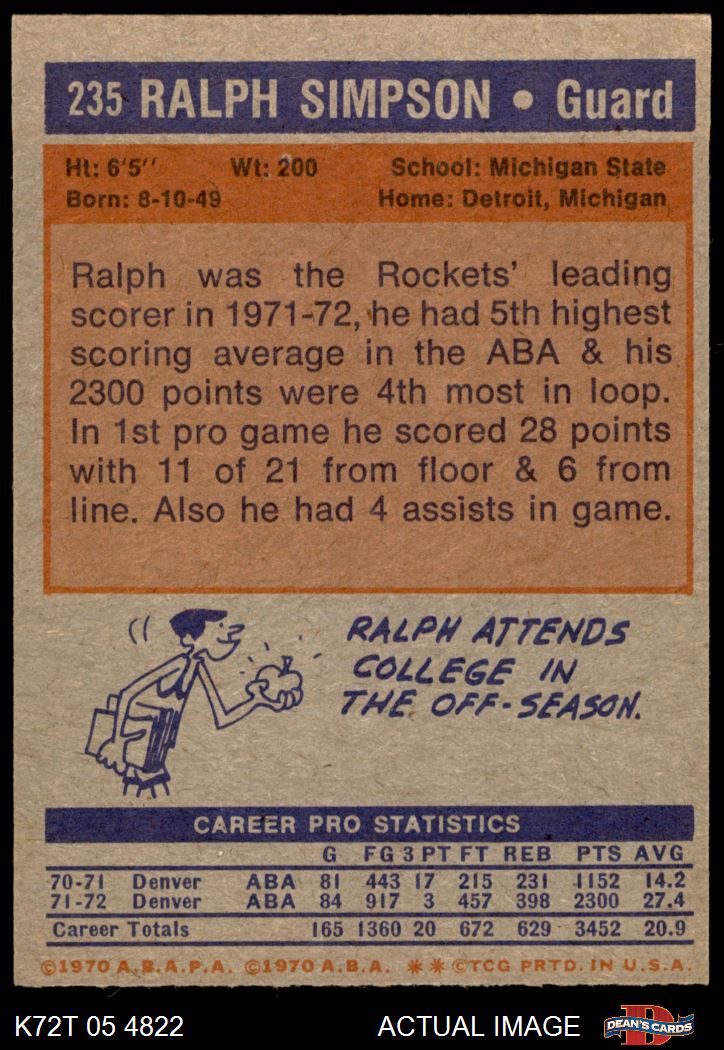 235 RALPH SIMPSON • Guard
Ht: 6'5'' Wt: 200 School: Michigan State
Born: 8-10-49 Home: Detroit, Michigan
Ralph was the Rockets' leading
scorer in 1971-72, he had 5th highest
scoring average in the ABA & his
2300 points were 4th most in loop.
In 1st pro game he scored 28 points
with 11 of 21 from floor & 6 from
line. Also he had 4 assists in game.
RALPH ATTENDS
COLLEGE IN
THE OFF-SEASON.
CAREER PRO STATISTICS
G FG 3 PT FT REB PTS AVG
70-71 Denver ABA 81 443 17 215 231 1152 14.2
71-72 Denver ABA 84 917 3 457 398 2300 27.4
Career Totals 165 1360 20 672 629 3452 20.9
©1970 A.B.A.P.A. ©1970 A.B.A. ** ©TCG PRTD. IN U.S.A.
K72T 05 4822 ACTUAL IMAGE DEAN'S CARDS